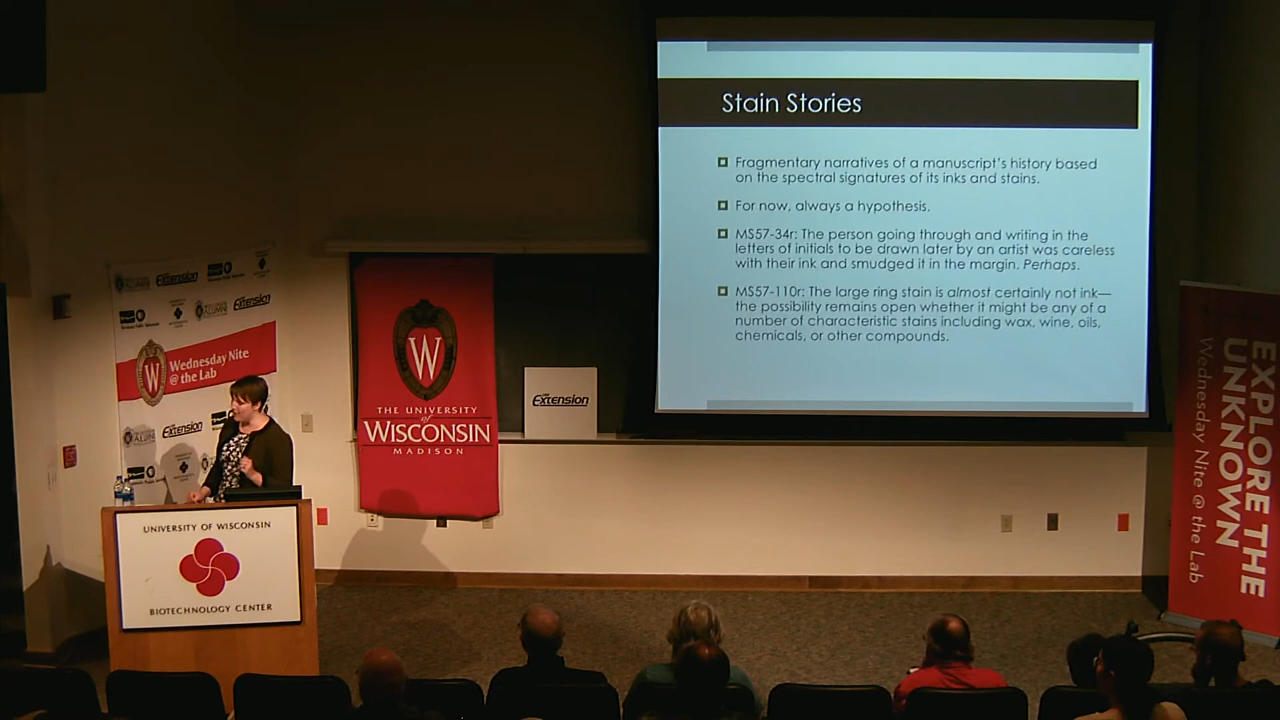 Stain Stories
Fragmentary narratives of a manuscript's history based
on the spectral signatures of its inks and stains.
For now, always a hypothesis.
MS57-34r: The person going through and writing in the
letters of initials to be drawn later by an artist was careless
with their ink and smudged it in the margin. Perhaps.
MS57-110r: The large ring stain is almost certainly not ink—
the possibility remains open whether it might be any of a
number of characteristic stains including wax, wine, oils,
chemicals, or other compounds.
Extension
Extension
Wednesday Nite
@ the Lab
Extension
W
THE UNIVERSITY
of
WISCONSIN
MADISON
Extension
UNIVERSITY OF WISCONSIN
BIOTECHNOLOGY CENTER
EXPLORE THE
UNKNOWN
Wednesday Nite @ the Lab